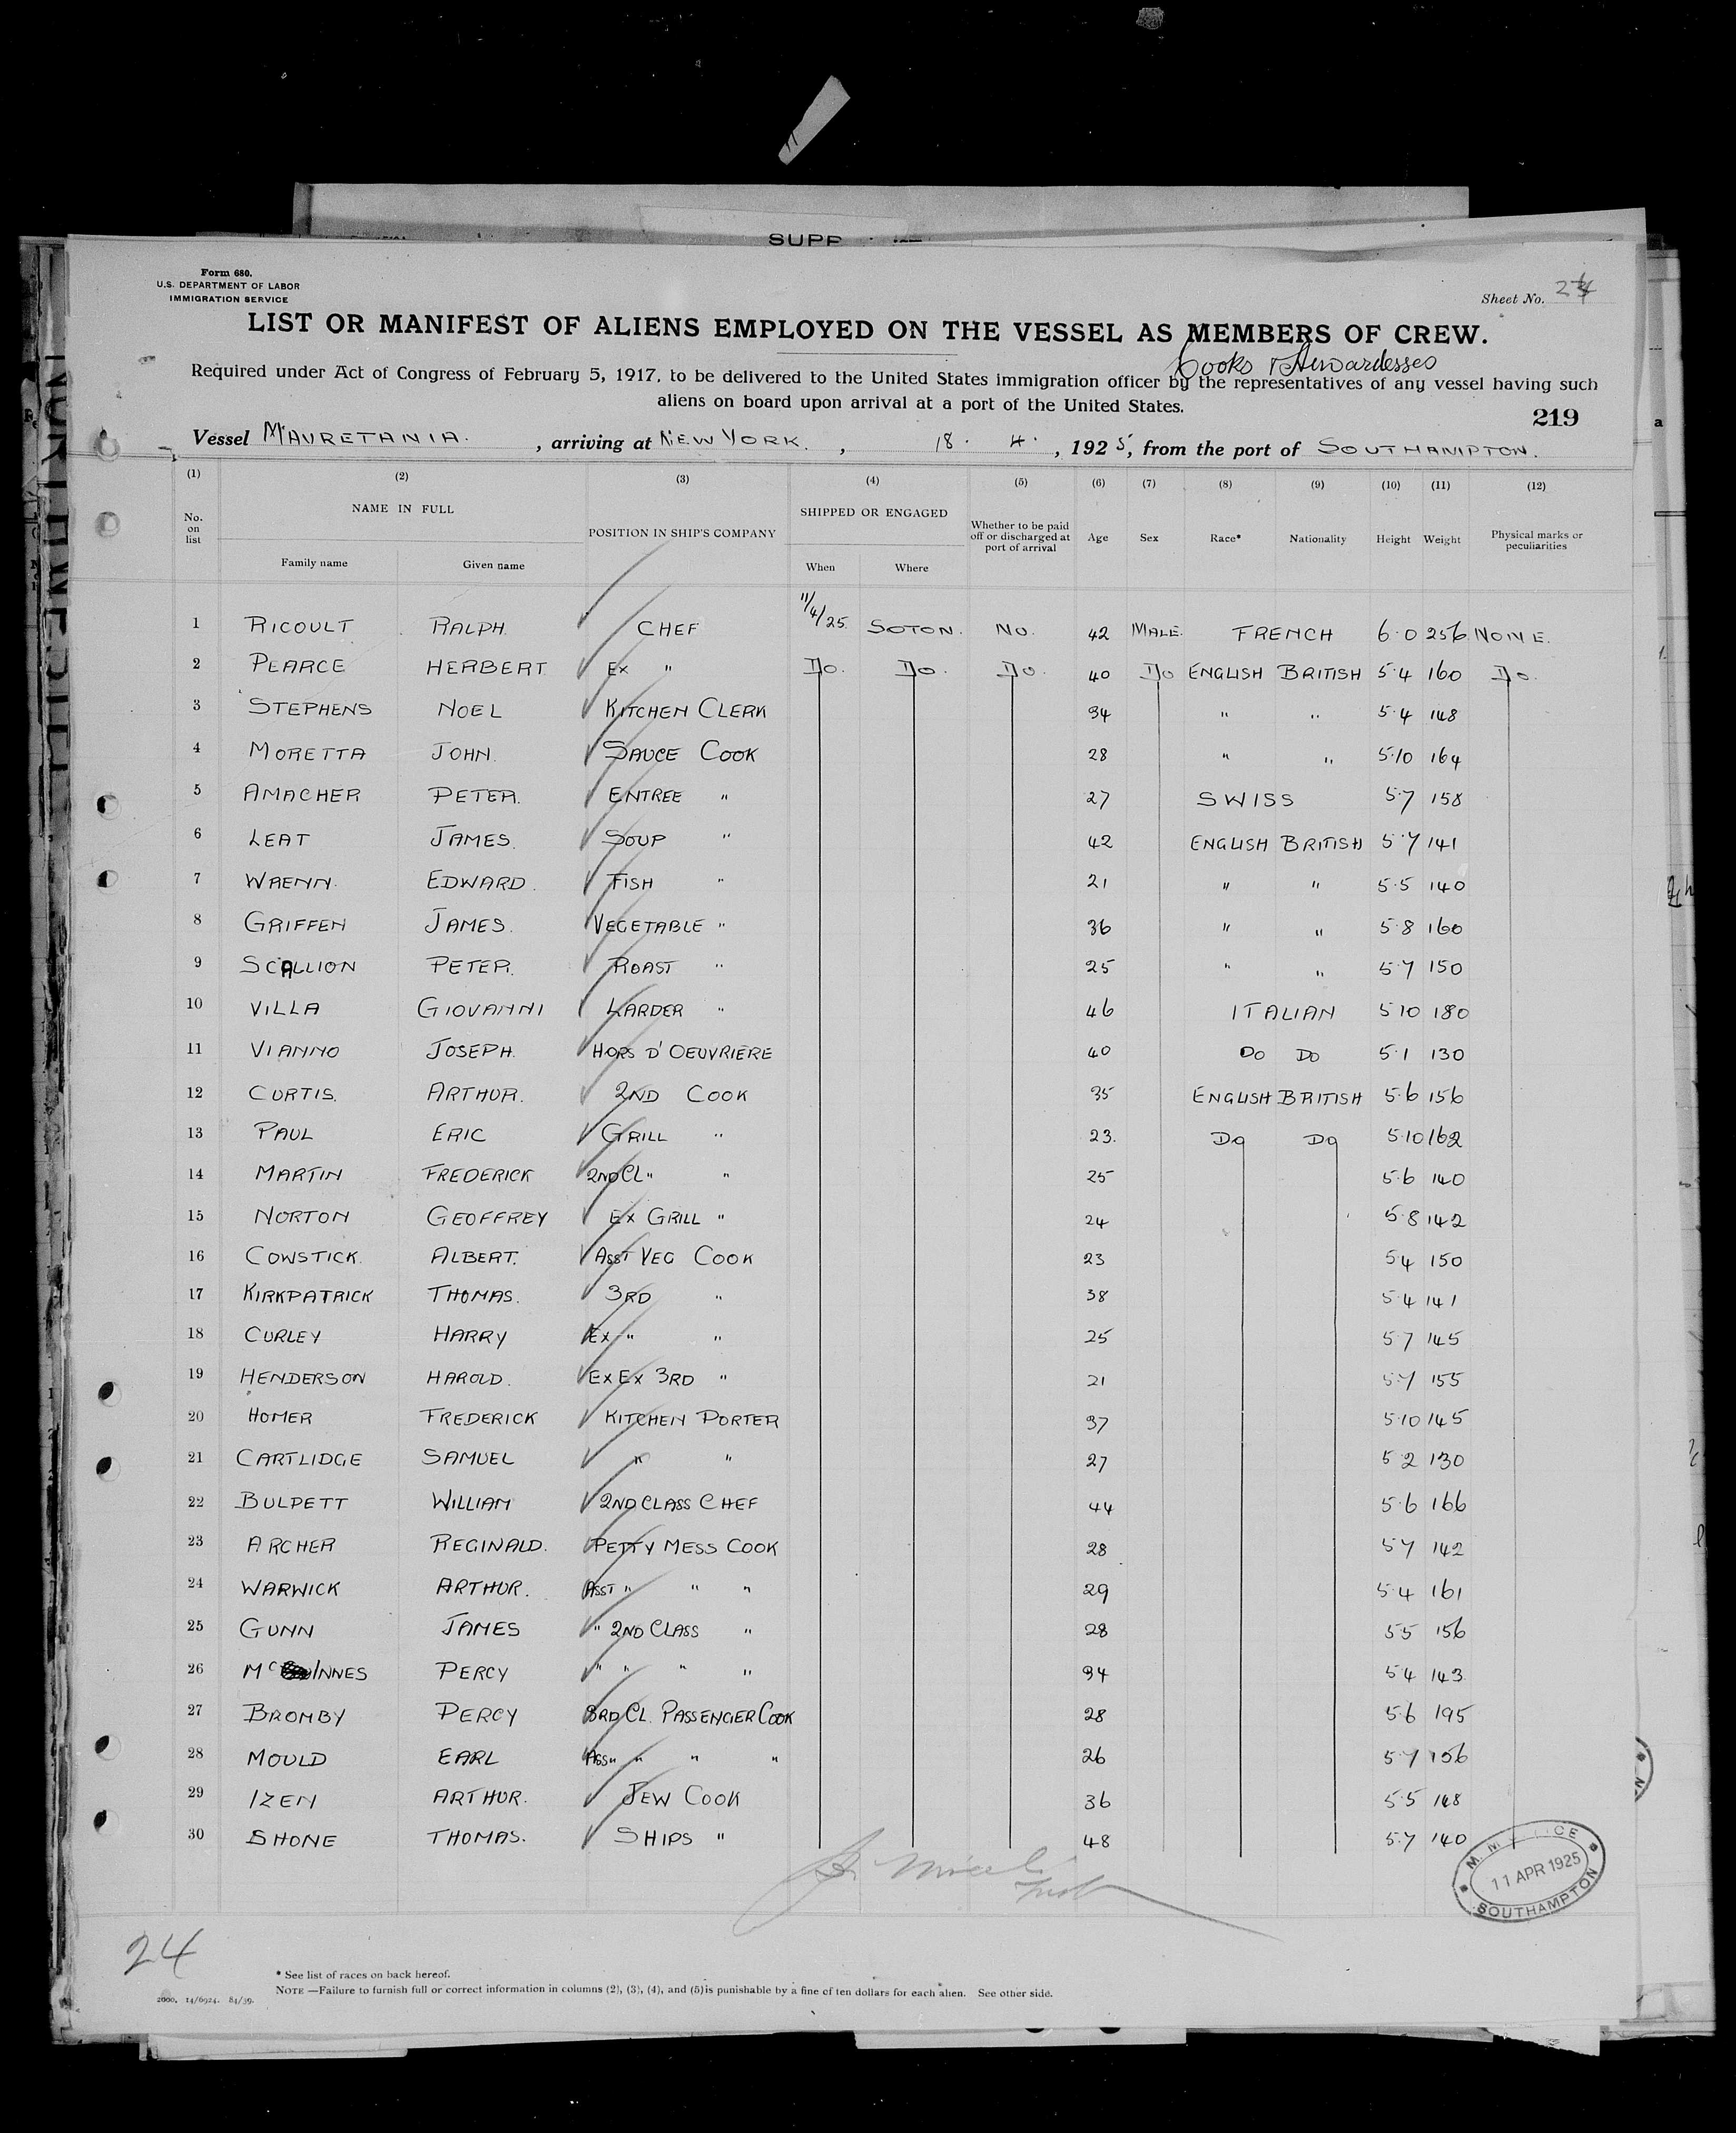 SUPP
Form 680.
U.S. DEPARTMENT OF LABOR
IMMIGRATION SERVICE
Sheet No. 24
LIST OR MANIFEST OF ALIENS EMPLOYED ON THE VESSEL AS MEMBERS OF CREW.
Cooks & Stewardesses
Required under Act of Congress of February 5, 1917, to be delivered to the United States immigration officer by the representatives of any vessel having such
aliens on board upon arrival at a port of the United States.
219
Vessel MAURETANIA. , arriving at NEW YORK. , 18. 4. , 1925, from the port of SOUTHAMPTON.
(1) (2) (3) (4) (5) (6) (7) (8) (9) (10) (11) (12)
No. on list NAME IN FULL POSITION IN SHIP'S COMPANY SHIPPED OR ENGAGED Whether to be paid off or discharged at port of arrival Age Sex Race* Nationality Height Weight Physical marks or peculiarities
Family name Given name When Where
1 RICOULT RALPH. CHEF 11/4/25. SOTON. NO. 42 MALE. FRENCH 6.0 256 NONE.
2 PEARCE HERBERT EX " DO. DO. DO. 40 DO ENGLISH BRITISH 5.4 160 DO.
3 STEPHENS NOEL KITCHEN CLERK 34 " " 5.4 148
4 MORETTA JOHN. SAUCE COOK 28 " " 5.10 164
5 AMACHER PETER. ENTREE " 27 SWISS 5.7 158
6 LEAT JAMES. SOUP " 42 ENGLISH BRITISH 5.7 141
7 WRENN. EDWARD. FISH " 21 " " 5.5 140
8 GRIFFEN JAMES. VEGETABLE " 36 " " 5.8 160
9 SCALLION PETER. ROAST " 25 " " 5.7 150
10 VILLA GIOVANNI LARDER " 46 ITALIAN 5 10 180
11 VIANNO JOSEPH. HORS D'OEUVRIERE 40 DO DO 5.1 130
12 CURTIS. ARTHUR. 2ND COOK 35 ENGLISH BRITISH 5.6 156
13 PAUL ERIC GRILL " 23. DO DO 5.10 162
14 MARTIN FREDERICK 2ND CL " " 25 5.6 140
15 NORTON GEOFFREY EX GRILL " 24 5.8 142
16 COWSTICK. ALBERT. ASST VEG COOK 23 5.4 150
17 KIRKPATRICK THOMAS. 3RD " 38 5.4 141
18 CURLEY HARRY EX " " 25 5.7 145
19 HENDERSON HAROLD. EX EX 3RD " 21 5.7 155
20 HOMER FREDERICK KITCHEN PORTER 37 5.10 145
21 CARTLIDGE SAMUEL " " 27 5.2 130
22 BULPETT WILLIAM 2ND CLASS CHEF 44 5.6 166
23 ARCHER REGINALD. PETTY MESS COOK 28 5.7 142
24 WARWICK ARTHUR. ASST " " " 29 5.4 161
25 GUNN JAMES " 2ND CLASS " 28 5.5 156
26 MC INNES PERCY " " " " 34 5.4 143
27 BROMBY PERCY 3RD CL. PASSENGER COOK 28 5.6 195
28 MOULD EARL ASS " " " " 26 5.7 156
29 IZEN ARTHUR. JEW COOK 36 5.5 148
30 SHONE THOMAS. SHIPS " 48 5.7 140
11 APR 1925
SOUTHAMPTON
24
* See list of races on back hereof.
NOTE—Failure to furnish full or correct information in columns (2), (3), (4), and (5) is punishable by a fine of ten dollars for each alien. See other side.
2000. 14/6924. 84/39.